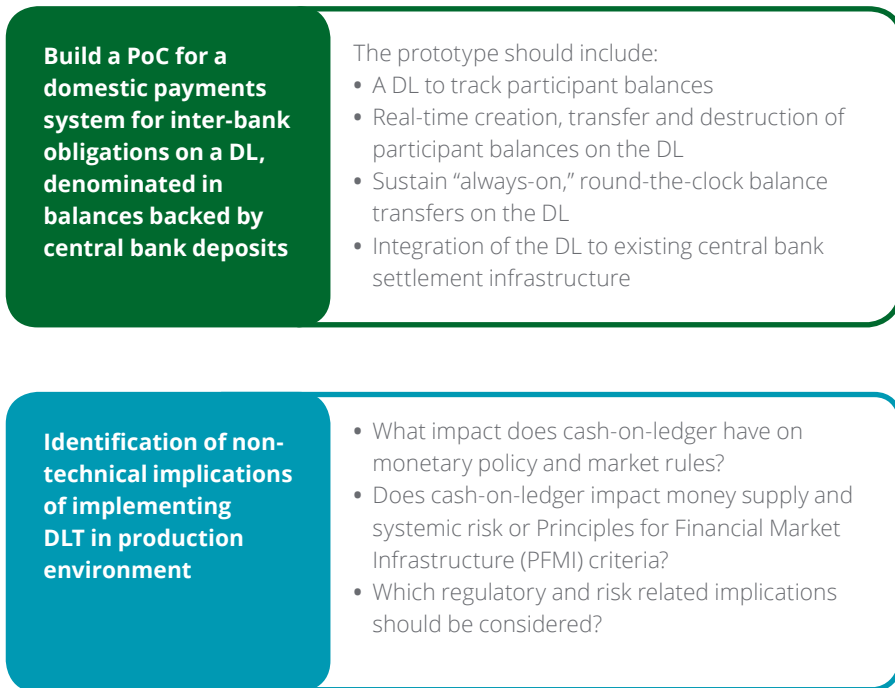 Build a PoC for a
domestic payments
system for inter-bank
obligations on a DL,
denominated in
balances backed by
central bank deposits
The prototype should include:
• A DL to track participant balances
• Real-time creation, transfer and destruction of
participant balances on the DL
• Sustain “always-on,” round-the-clock balance
transfers on the DL
• Integration of the DL to existing central bank
settlement infrastructure
Identification of non-
technical implications
of implementing
DLT in production
environment
• What impact does cash-on-ledger have on
monetary policy and market rules?
• Does cash-on-ledger impact money supply and
systemic risk or Principles for Financial Market
Infrastructure (PFMI) criteria?
• Which regulatory and risk related implications
should be considered?